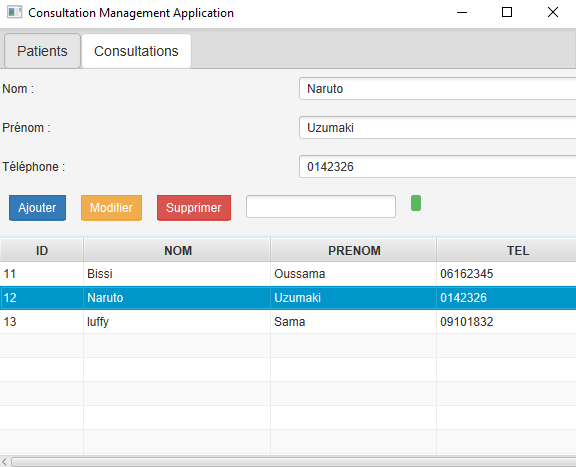 Consultation Management Application
Patients Consultations
Nom : Naruto
Prénom : Uzumaki
Téléphone : 0142326
Ajouter Modifier Supprimer
ID NOM PRENOM TEL
11 Bissi Oussama 06162345
12 Naruto Uzumaki 0142326
13 luffy Sama 09101832